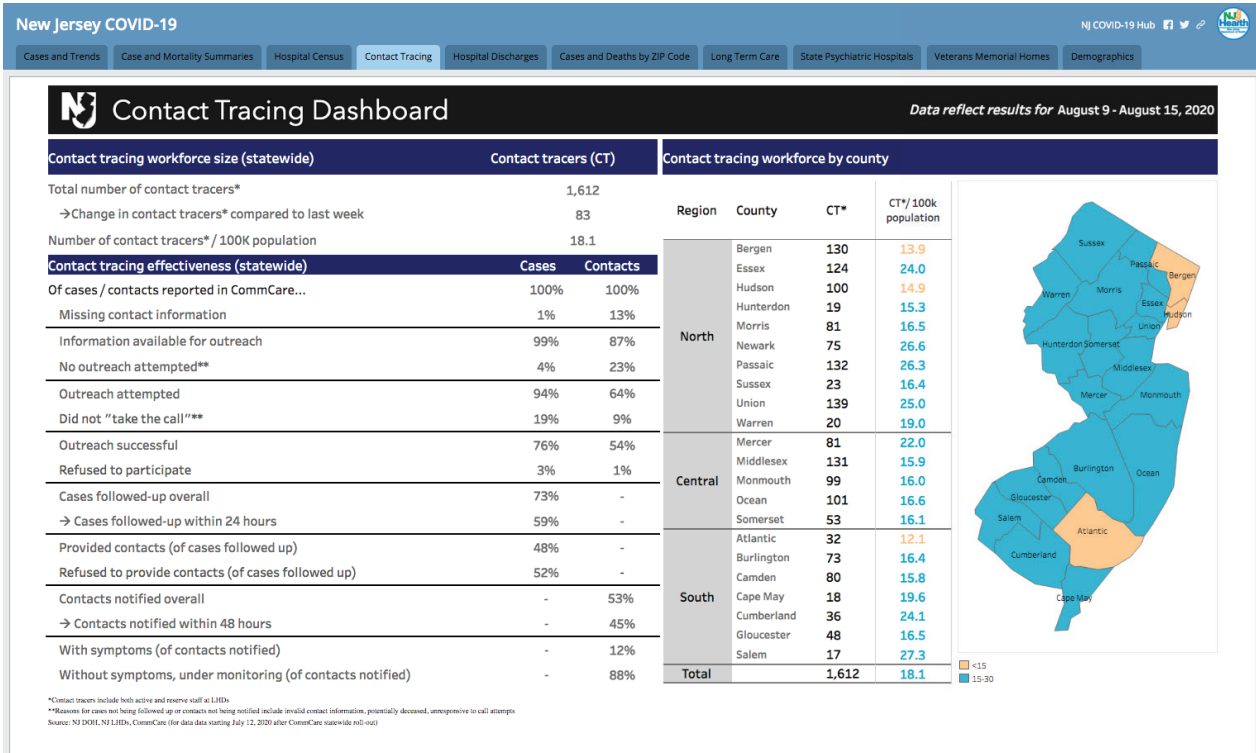 New Jersey COVID-19
NJ COVID-19 Hub
NJ Health
Cases and Trends
Case and Mortality Summaries
Hospital Census
Contact Tracing
Hospital Discharges
Cases and Deaths by ZIP Code
Long Term Care
State Psychiatric Hospitals
Veterans Memorial Homes
Demographics
NJ Contact Tracing Dashboard
Data reflect results for August 9 - August 15, 2020
Contact tracing workforce size (statewide) Contact tracers (CT)
Total number of contact tracers* 1,612
→Change in contact tracers* compared to last week 83
Number of contact tracers* / 100K population 18.1
Contact tracing effectiveness (statewide) Cases Contacts
Of cases / contacts reported in CommCare... 100% 100%
Missing contact information 1% 13%
Information available for outreach 99% 87%
No outreach attempted** 4% 23%
Outreach attempted 94% 64%
Did not "take the call"** 19% 9%
Outreach successful 76% 54%
Refused to participate 3% 1%
Cases followed-up overall 73% -
→ Cases followed-up within 24 hours 59% -
Provided contacts (of cases followed up) 48% -
Refused to provide contacts (of cases followed up) 52% -
Contacts notified overall - 53%
→ Contacts notified within 48 hours - 45%
With symptoms (of contacts notified) - 12%
Without symptoms, under monitoring (of contacts notified) - 88%
*Contact tracers include both active and reserve staff at LHDs
**Reasons for cases not being followed up or contacts not being notified include invalid contact information, potentially deceased, unresponsive to call attempts
Source: NJ DOH, NJ LHDs, CommCare (for data data starting July 12, 2020 after CommCare statewide roll-out)
Contact tracing workforce by county
Region County CT* CT*/ 100k population
North
Bergen 130 13.9
Essex 124 24.0
Hudson 100 14.9
Hunterdon 19 15.3
Morris 81 16.5
Newark 75 26.6
Passaic 132 26.3
Sussex 23 16.4
Union 139 25.0
Warren 20 19.0
Central
Mercer 81 22.0
Middlesex 131 15.9
Monmouth 99 16.0
Ocean 101 16.6
Somerset 53 16.1
South
Atlantic 32 12.1
Burlington 73 16.4
Camden 80 15.8
Cape May 18 19.6
Cumberland 36 24.1
Gloucester 48 16.5
Salem 17 27.3
Total 1,612 18.1
Sussex
Passaic
Bergen
Warren
Morris
Essex
Hudson
Union
Hunterdon
Somerset
Middlesex
Mercer
Monmouth
Burlington
Ocean
Camden
Gloucester
Salem
Atlantic
Cumberland
Cape May
<15
15-30